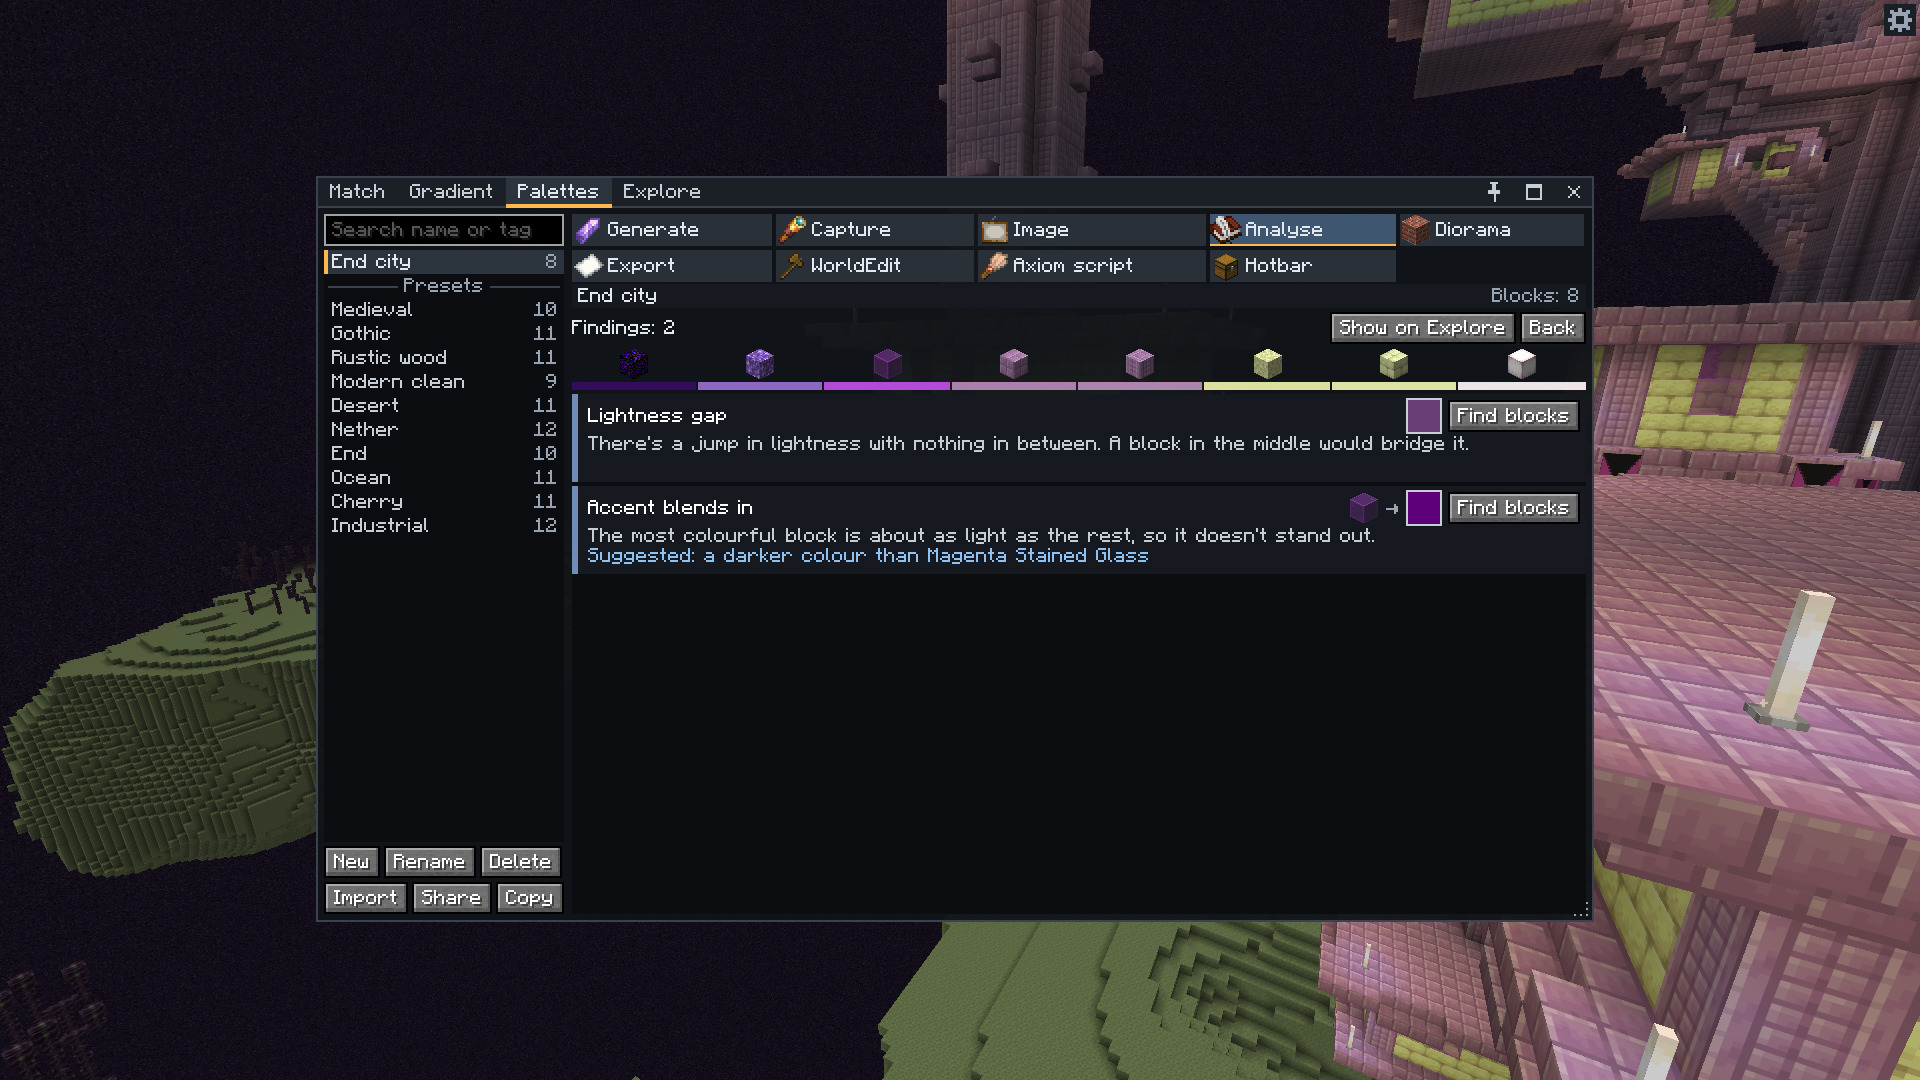 Match Gradient Palettes Explore
Search name or tag
Generate Capture Image Analyse Diorama
Export WorldEdit Axiom script Hotbar
End city 8
Presets
Medieval 10
Gothic 11
Rustic wood 11
Modern clean 9
Desert 11
Nether 12
End 10
Ocean 11
Cherry 11
Industrial 12
New Rename Delete
Import Share Copy
End city Blocks: 8
Findings: 2 Show on Explore Back
Lightness gap Find blocks
There's a jump in lightness with nothing in between. A block in the middle would bridge it.
Accent blends in Find blocks
The most colourful block is about as light as the rest, so it doesn't stand out.
Suggested: a darker colour than Magenta Stained Glass